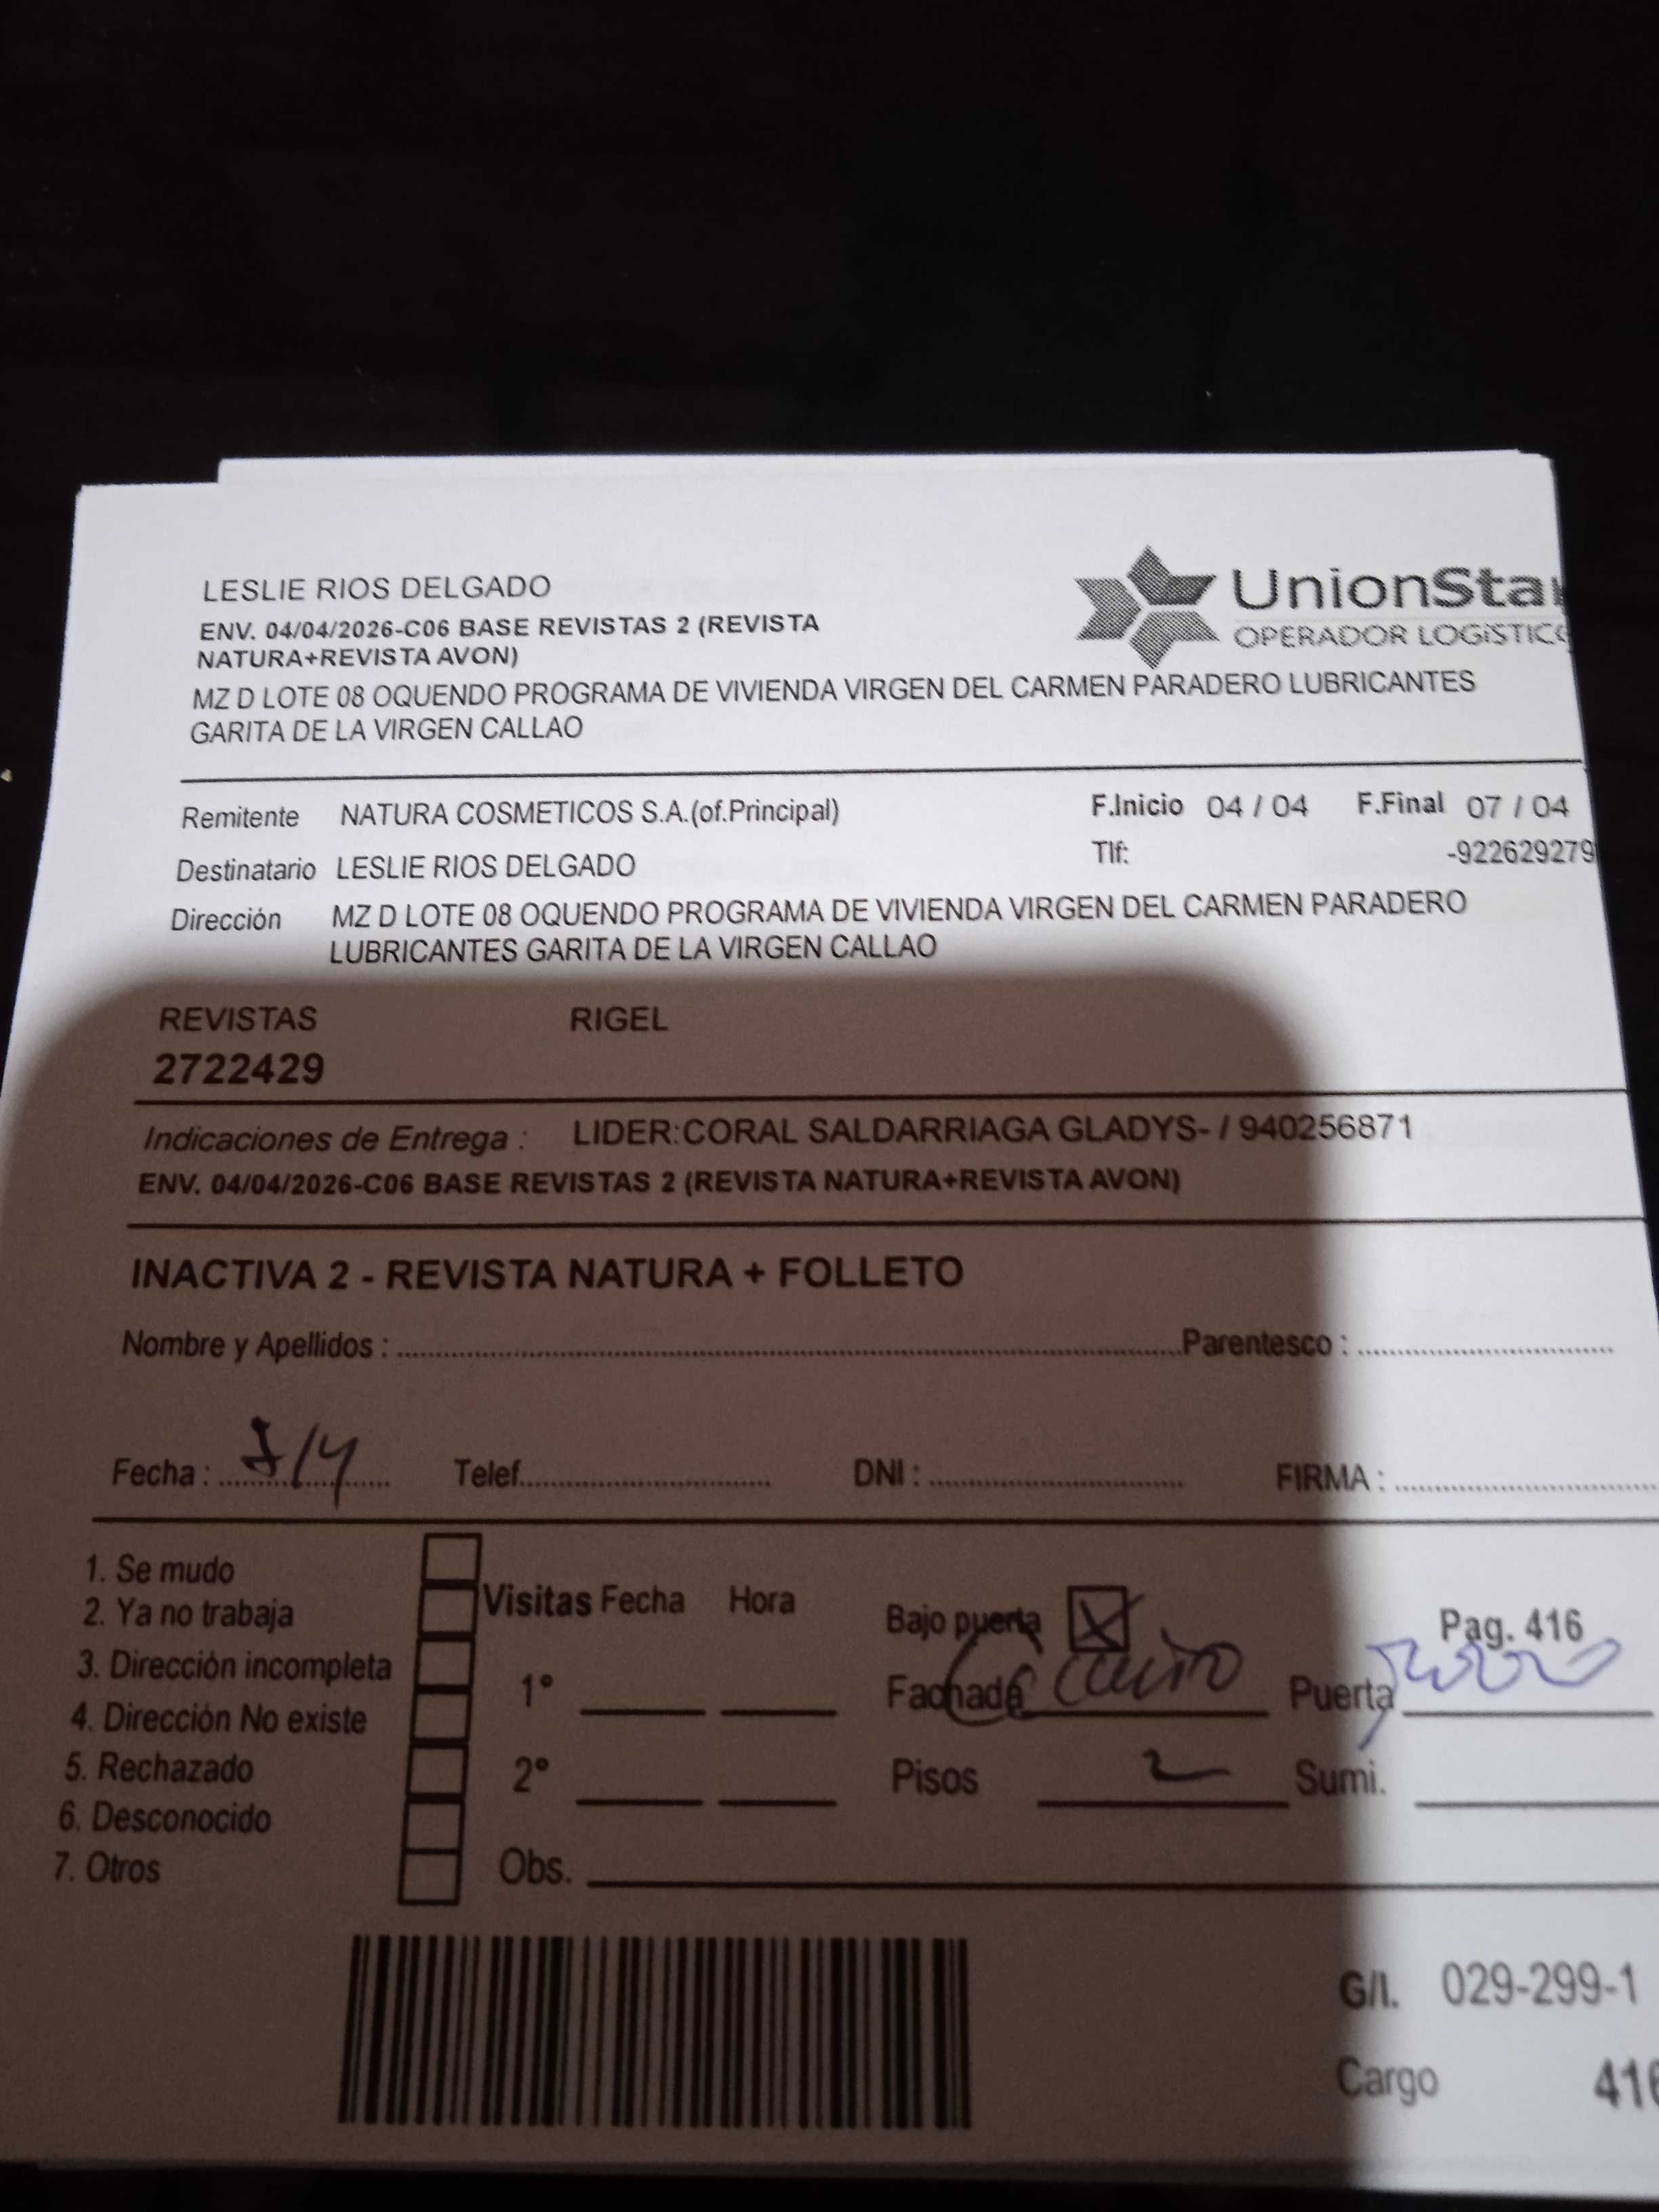 LESLIE RIOS DELGADO
ENV. 04/04/2026-C06 BASE REVISTAS 2 (REVISTA
NATURA+REVISTA AVON)
MZ D LOTE 08 OQUENDO PROGRAMA DE VIVIENDA VIRGEN DEL CARMEN PARADERO LUBRICANTES
GARITA DE LA VIRGEN CALLAO
UnionStar
OPERADOR LOGÍSTICO
Remitente NATURA COSMETICOS S.A.(of.Principal) F.Inicio 04 / 04 F.Final 07 / 04
Destinatario LESLIE RIOS DELGADO Tlf: -922629279
Dirección MZ D LOTE 08 OQUENDO PROGRAMA DE VIVIENDA VIRGEN DEL CARMEN PARADERO
LUBRICANTES GARITA DE LA VIRGEN CALLAO
REVISTAS RIGEL
2722429
Indicaciones de Entrega : LIDER:CORAL SALDARRIAGA GLADYS- / 940256871
ENV. 04/04/2026-C06 BASE REVISTAS 2 (REVISTA NATURA+REVISTA AVON)
INACTIVA 2 - REVISTA NATURA + FOLLETO
Nombre y Apellidos : Parentesco :
Fecha : Telef. DNI : FIRMA :
1. Se mudo
2. Ya no trabaja
3. Dirección incompleta
4. Dirección No existe
5. Rechazado
6. Desconocido
7. Otros
Visitas Fecha Hora
1°
2°
Obs.
Bajo puerta X
Fachada
Pisos 2
Pag. 416
Puerta
Sumi.
G/I. 029-299-1
Cargo 416